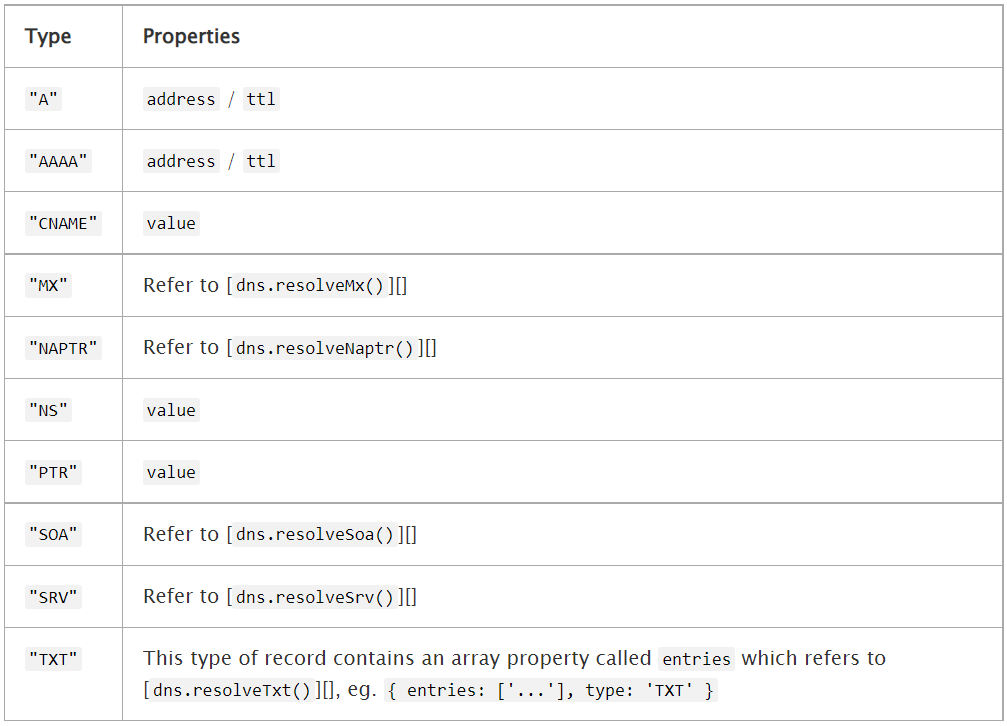 Type Properties
"A" address / ttl
"AAAA" address / ttl
"CNAME" value
"MX" Refer to [dns.resolveMx()][]
"NAPTR" Refer to [dns.resolveNaptr()][]
"NS" value
"PTR" value
"SOA" Refer to [dns.resolveSoa()][]
"SRV" Refer to [dns.resolveSrv()][]
"TXT" This type of record contains an array property called entries which refers to
[dns.resolveTxt()][], eg. { entries: ['...'], type: 'TXT' }